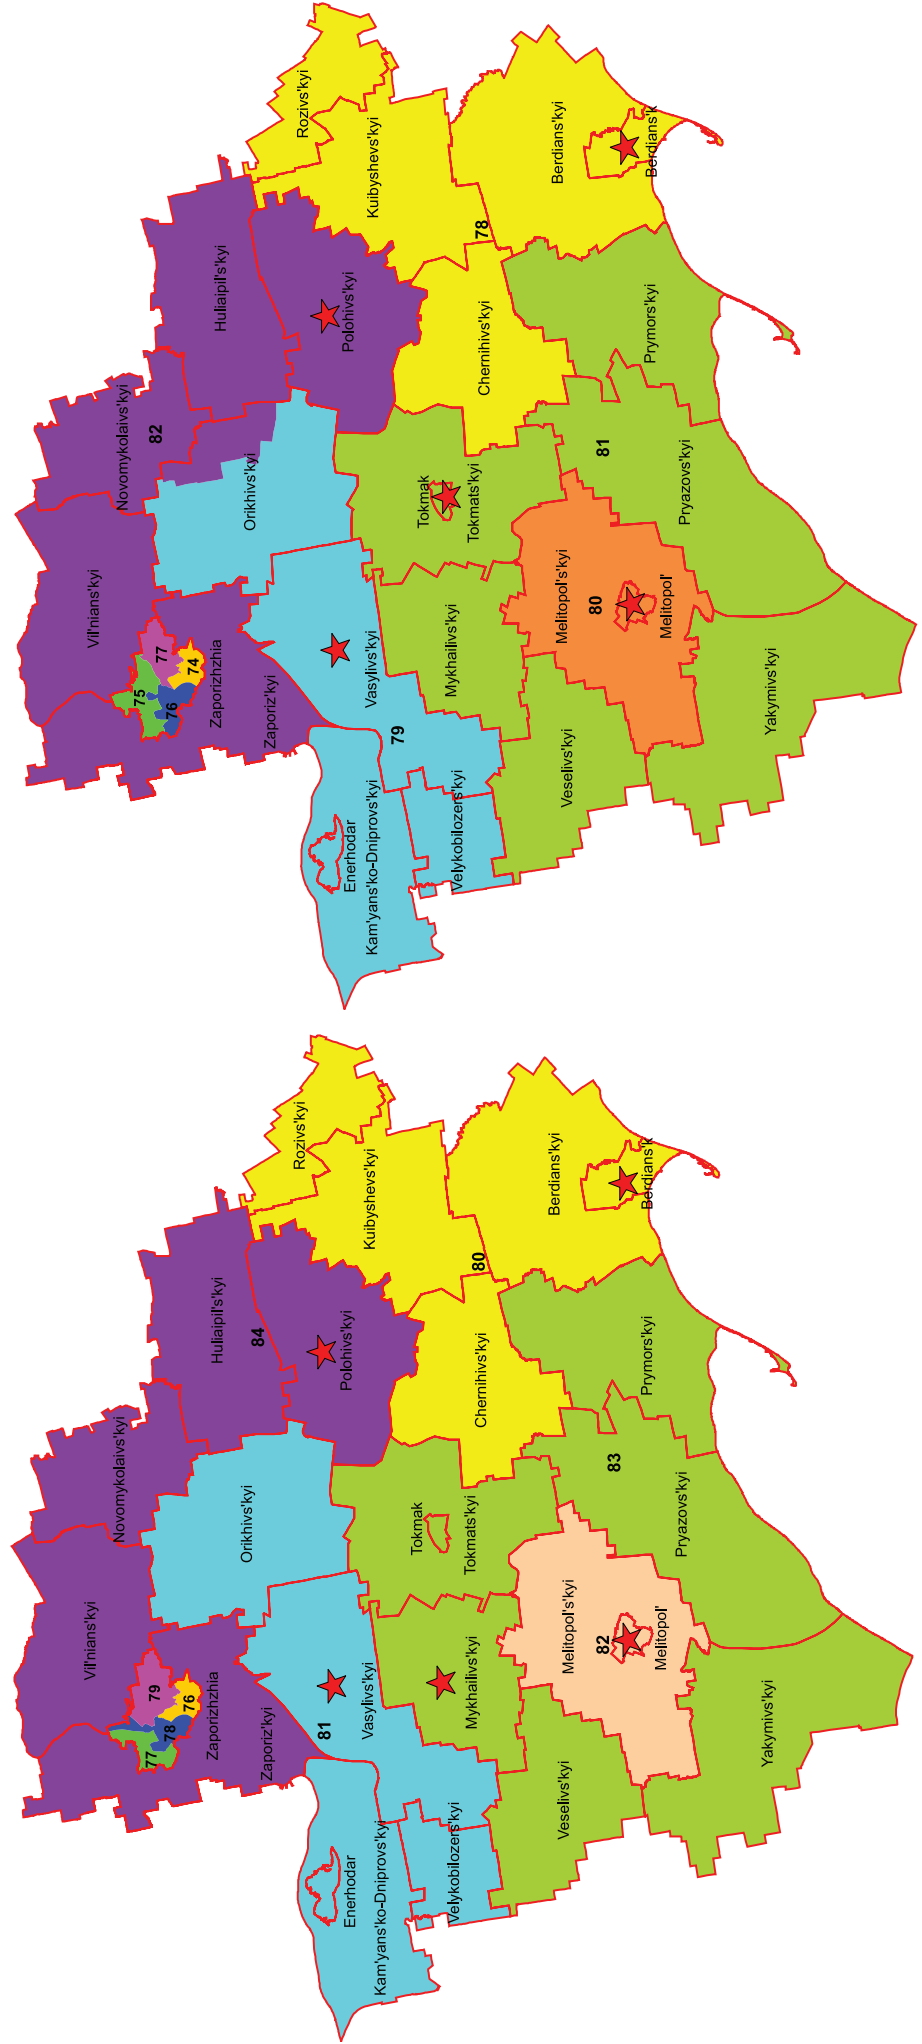 Rozivs'kyi
Kuibyshevs'kyi
Berdians'kyi
Berdians'k
78
Huliaipil's'kyi
Polohivs'kyi
Chernihivs'kyi
Prymors'kyi
Novomykolaivs'kyi
82
Orikhivs'kyi
Tokmak
Tokmats'kyi
81
Pryazovs'kyi
Vil'nians'kyi
75
77
76
74
Zaporizhzhia
Zaporiz'kyi
Vasylivs'kyi
79
Mykhailivs'kyi
Melitopol's'kyi
80
Melitopol'
Yakymivs'kyi
Veselivs'kyi
Enerhodar
Kam'yans'ko-Dniprovs'kyi
Velykobilozers'kyi
Rozivs'kyi
Kuibyshevs'kyi
Berdians'kyi
Berdians'k
80
Huliaipil's'kyi
84
Polohivs'kyi
Chernihivs'kyi
Prymors'kyi
Novomykolaivs'kyi
Orikhivs'kyi
Tokmak
Tokmats'kyi
83
Pryazovs'kyi
Vil'nians'kyi
79
77
78
76
Zaporizhzhia
Zaporiz'kyi
81
Vasylivs'kyi
Mykhailivs'kyi
Melitopol's'kyi
82
Melitopol'
Yakymivs'kyi
Veselivs'kyi
Enerhodar
Kam'yans'ko-Dniprovs'kyi
Velykobilozers'kyi